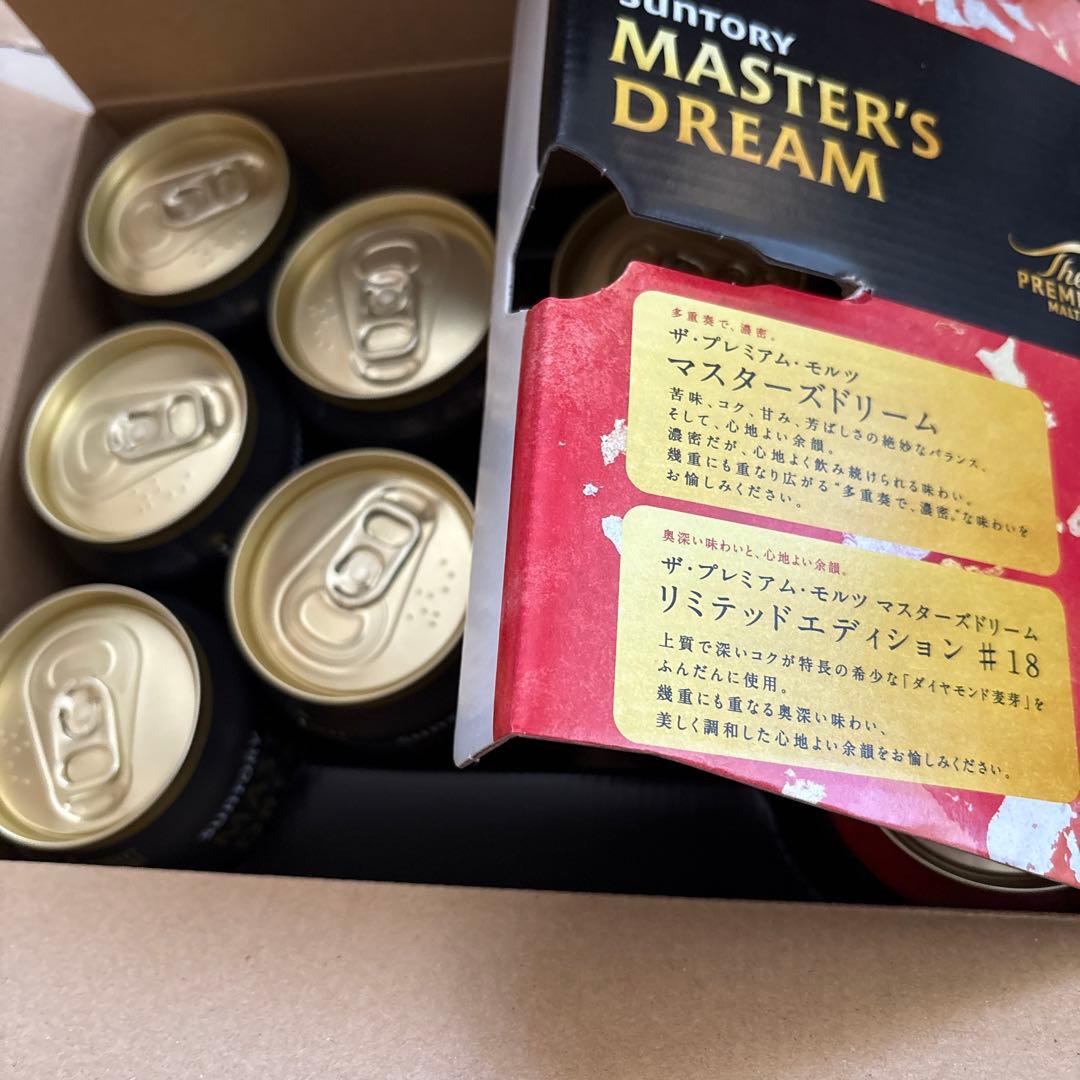 SUNTORY
MASTER'S
DREAM
The
PREMI
MALT
多重奏で、濃密。
ザ・プレミアム・モルツ
マスターズドリーム
苦味、コク、甘み、芳ばしさの絶妙なバランス、
そして、心地よい余韻。
濃密だが、心地よく飲み続けられる味わい。
幾重にも重なり広がる“多重奏で、濃密。”な味わいを
お愉しみください。
奥深い味わいと、心地よい余韻。
ザ・プレミアム・モルツ マスターズドリーム
リミテッドエディション #18
上質で深いコクが特長の希少な「ダイヤモンド麦芽」を
ふんだんに使用。
幾重にも重なる奥深い味わい、
美しく調和した心地よい余韻をお愉しみください。